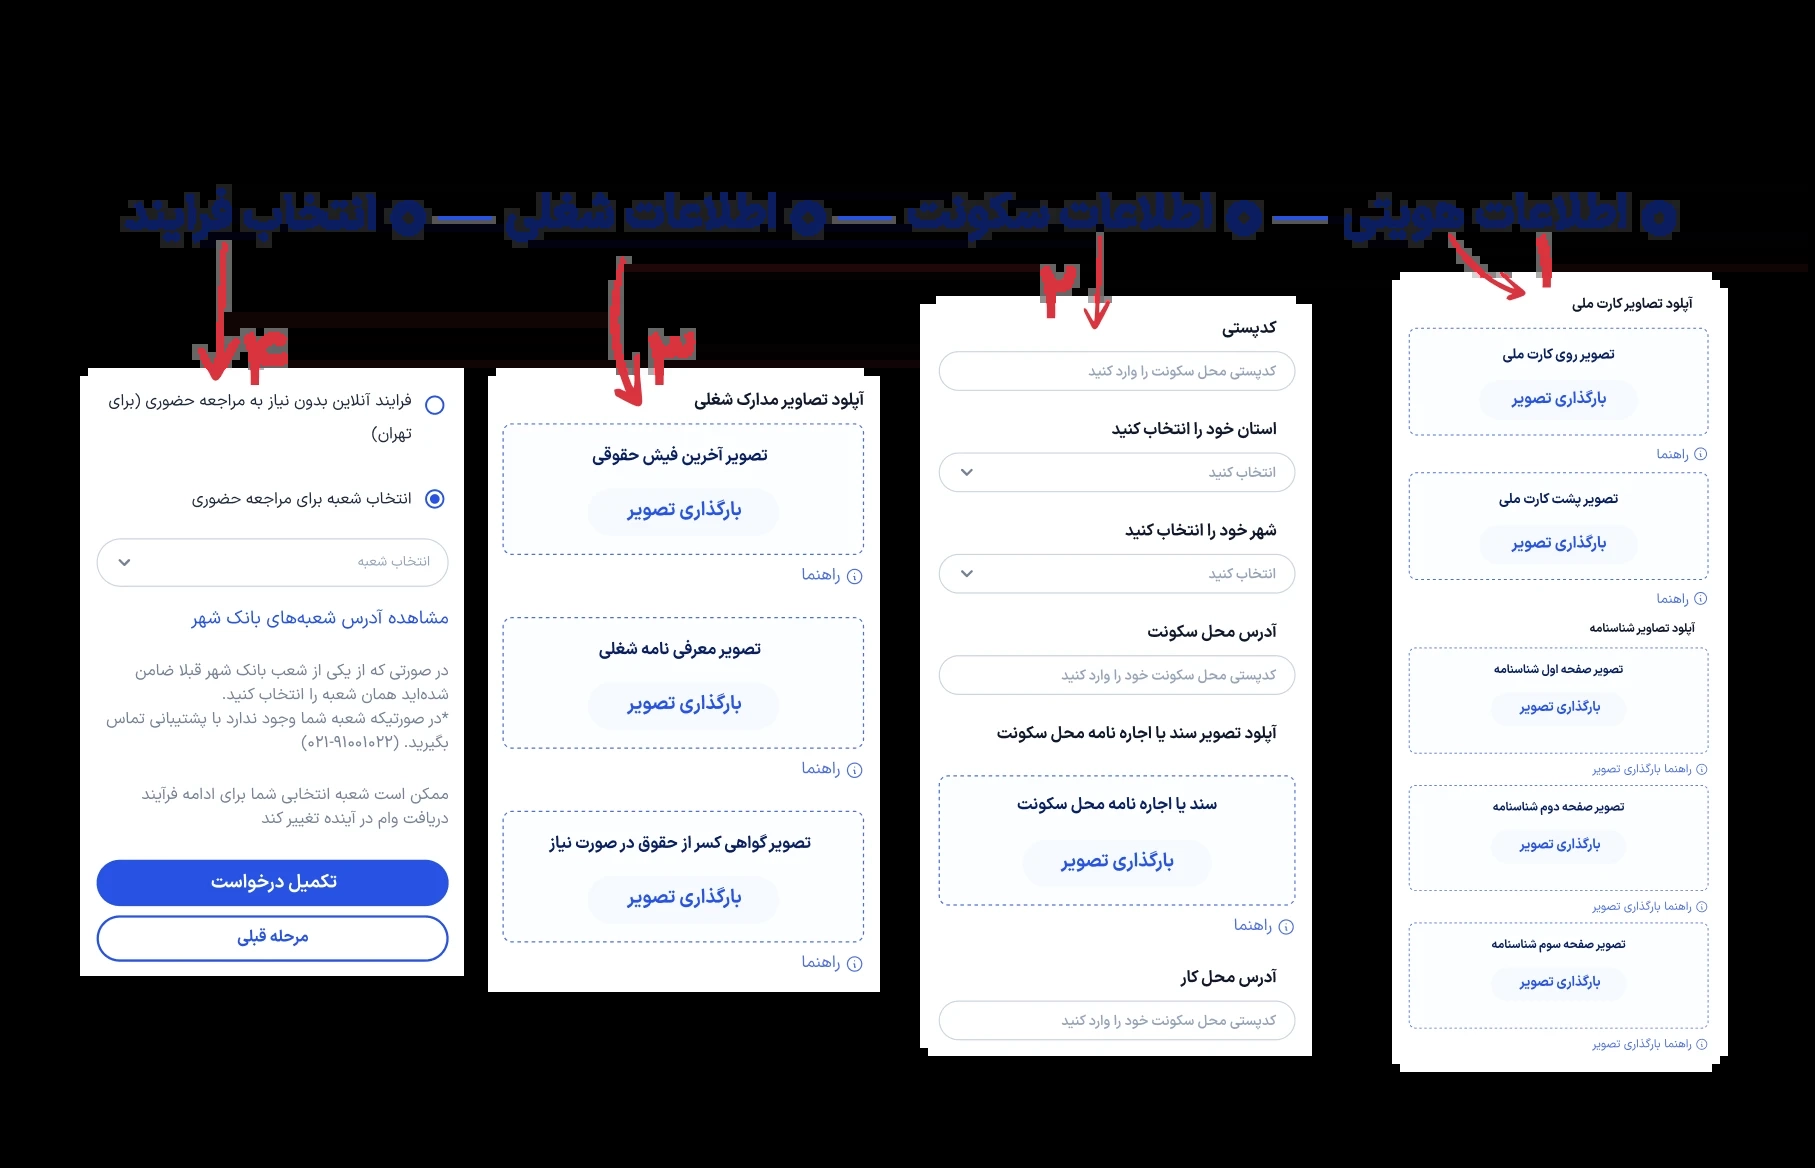 اطلاعات هویتی
اطلاعات سکونت
اطلاعات شغلی
انتخاب فرایند
۱
آپلود تصاویر کارت ملی
تصویر روی کارت ملی
بارگذاری تصویر
راهنما
تصویر پشت کارت ملی
بارگذاری تصویر
راهنما
آپلود تصاویر شناسنامه
تصویر صفحه اول شناسنامه
بارگذاری تصویر
راهنما بارگذاری تصویر
تصویر صفحه دوم شناسنامه
بارگذاری تصویر
راهنما بارگذاری تصویر
تصویر صفحه سوم شناسنامه
بارگذاری تصویر
راهنما بارگذاری تصویر
۲
کدپستی
کدپستی محل سکونت را وارد کنید
استان خود را انتخاب کنید
انتخاب کنید
شهر خود را انتخاب کنید
انتخاب کنید
آدرس محل سکونت
کدپستی محل سکونت خود را وارد کنید
آپلود تصویر سند یا اجاره نامه محل سکونت
سند یا اجاره نامه محل سکونت
بارگذاری تصویر
راهنما
آدرس محل کار
کدپستی محل سکونت خود را وارد کنید
۳
آپلود تصاویر مدارک شغلی
تصویر آخرین فیش حقوقی
بارگذاری تصویر
راهنما
تصویر معرفی نامه شغلی
بارگذاری تصویر
راهنما
تصویر گواهی کسر از حقوق در صورت نیاز
بارگذاری تصویر
راهنما
۴
فرایند آنلاین بدون نیاز به مراجعه حضوری (برای
تهران)
انتخاب شعبه برای مراجعه حضوری
انتخاب شعبه
مشاهده آدرس شعبه‌های بانک شهر
در صورتی که از یکی از شعب بانک شهر قبلا ضامن
شده‌اید همان شعبه را انتخاب کنید.
*در صورتیکه شعبه شما وجود ندارد با پشتیبانی تماس
بگیرید. (۰۲۱-۹۱۰۰۱۰۲۲)
ممکن است شعبه انتخابی شما برای ادامه فرآیند
دریافت وام در آینده تغییر کند
تکمیل درخواست
مرحله قبلی